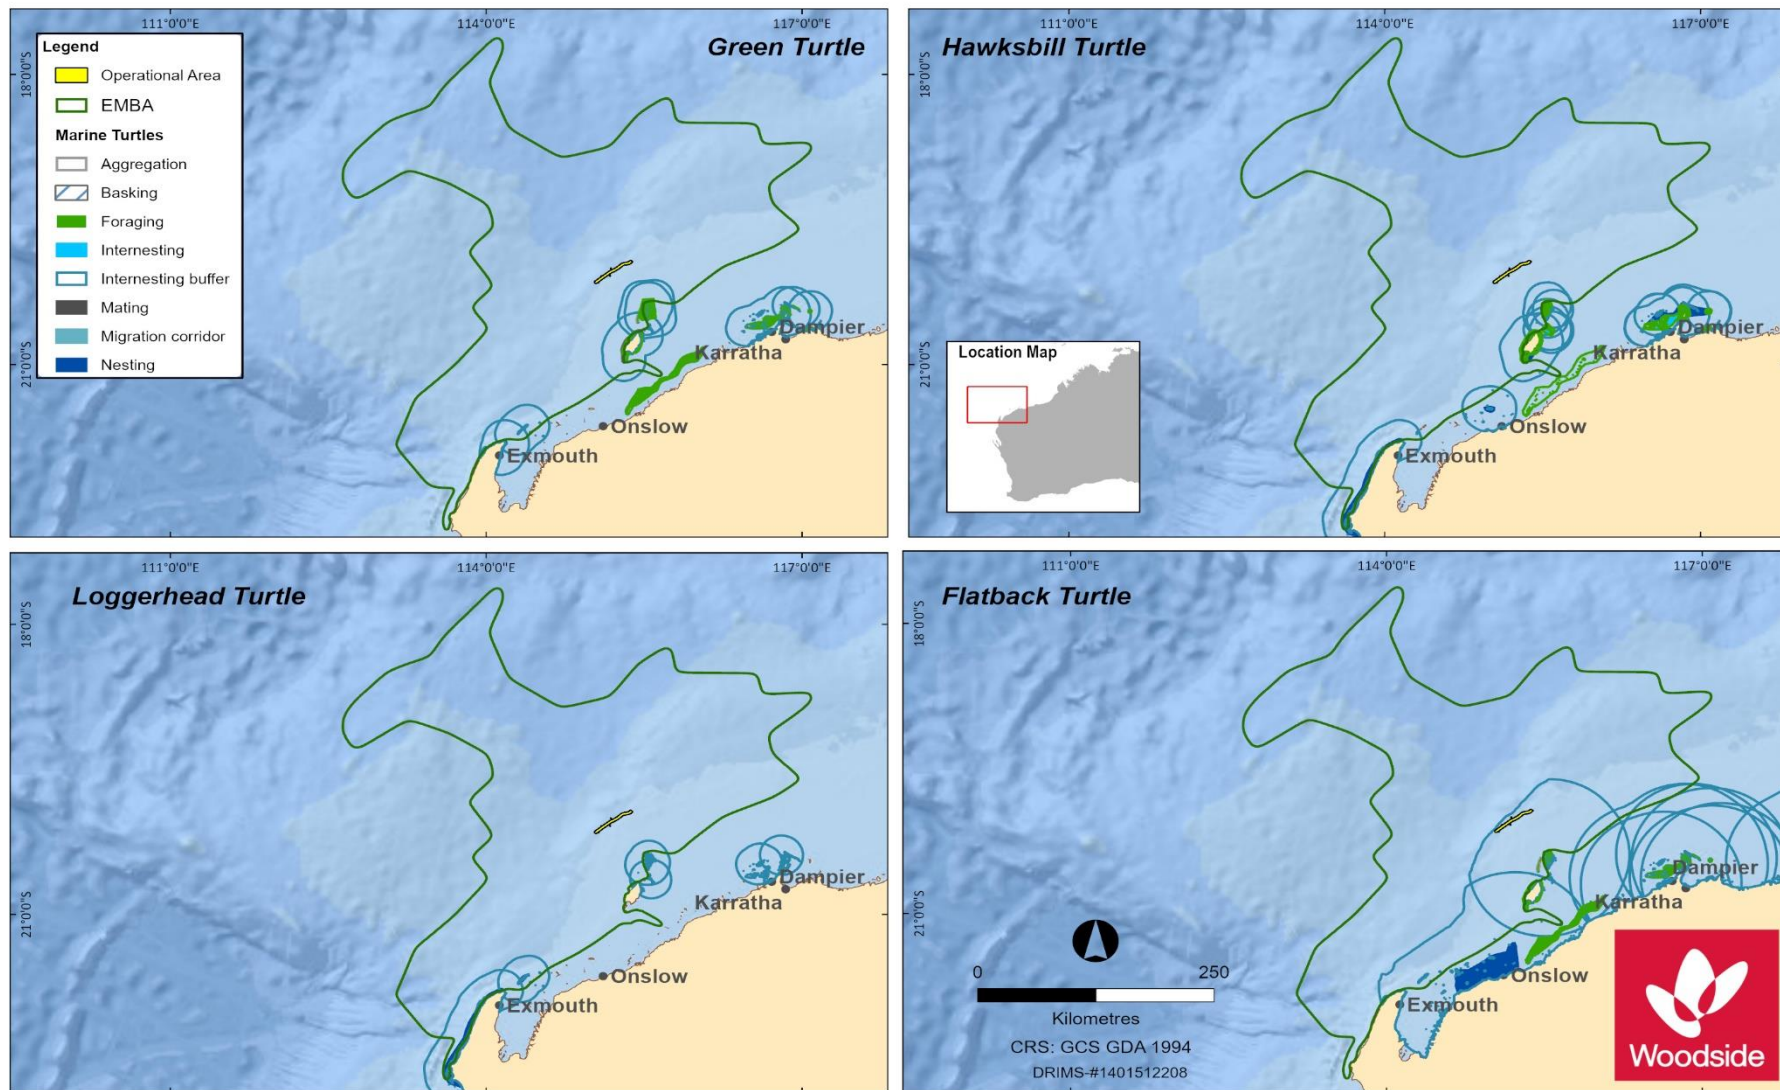 111°0'0"E
114°0'0"E
117°0'0"E
18°0'0"S
21°0'0"S
Green Turtle
Legend
Operational Area
EMBA
Marine Turtles
Aggregation
Basking
Foraging
Internesting
Internesting buffer
Mating
Migration corridor
Nesting
Dampier
Karratha
Onslow
Exmouth
111°0'0"E
114°0'0"E
117°0'0"E
18°0'0"S
21°0'0"S
Hawksbill Turtle
Location Map
Dampier
Karratha
Onslow
Exmouth
111°0'0"E
114°0'0"E
117°0'0"E
18°0'0"S
21°0'0"S
Loggerhead Turtle
Dampier
Karratha
Onslow
Exmouth
111°0'0"E
114°0'0"E
117°0'0"E
18°0'0"S
21°0'0"S
Flatback Turtle
Dampier
Karratha
Onslow
Exmouth
0 250
Kilometres
CRS: GCS GDA 1994
DRIMS-#1401512208
Woodside